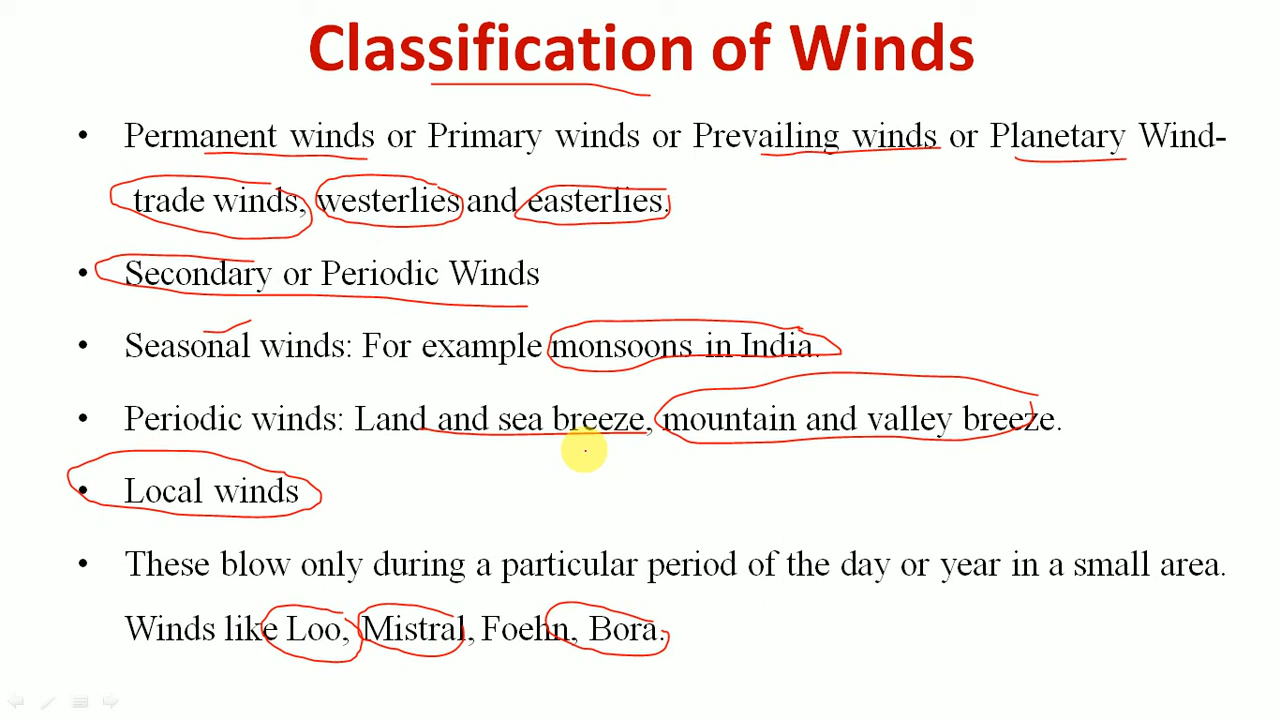 Classification of Winds
• Permanent winds or Primary winds or Prevailing winds or Planetary Wind-
trade winds, westerlies and easterlies.
• Secondary or Periodic Winds
• Seasonal winds: For example monsoons in India.
• Periodic winds: Land and sea breeze, mountain and valley breeze.
• Local winds
• These blow only during a particular period of the day or year in a small area.
Winds like Loo, Mistral, Foehn, Bora.